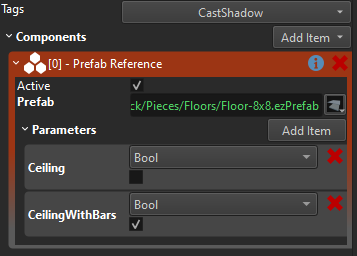 Tags
CastShadow
Components
Add Item
[0] - Prefab Reference
Active
Prefab
ck/Pieces/Floors/Floor-8x8.ezPrefab
Parameters
Add Item
Ceiling
Bool
CeilingWithBars
Bool